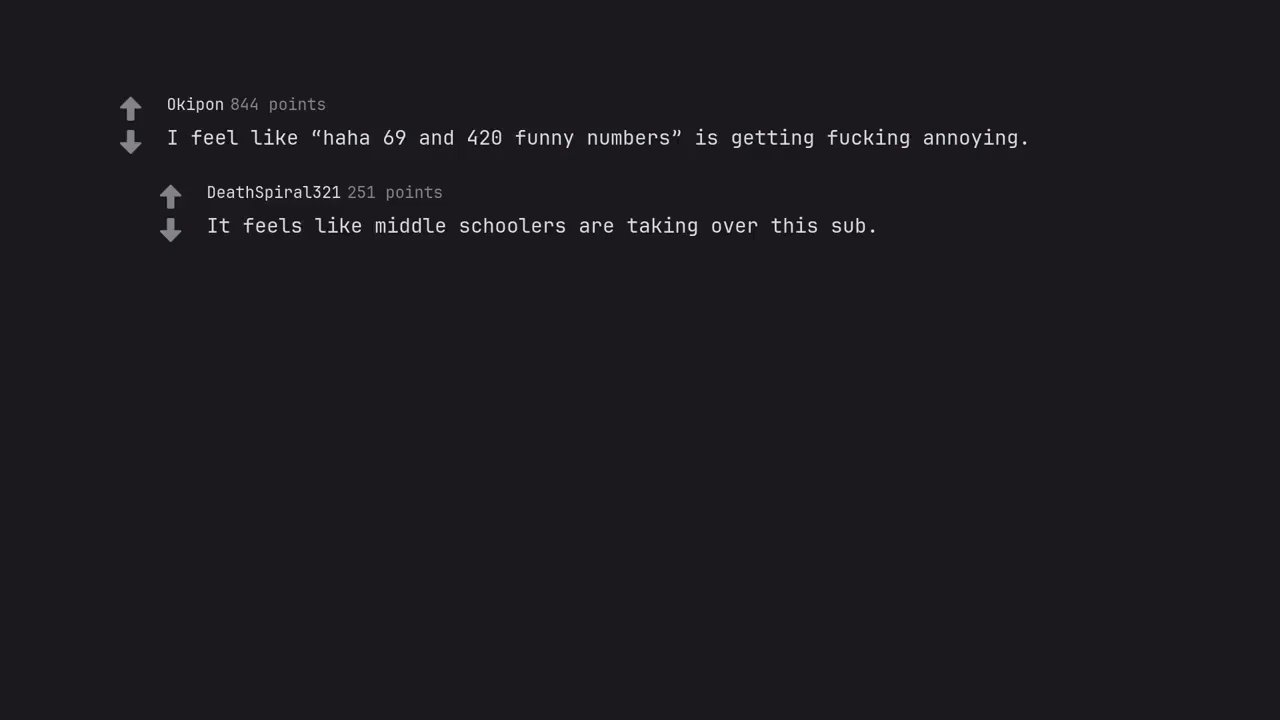 Okipon 844 points
I feel like “haha 69 and 420 funny numbers” is getting fucking annoying.
DeathSpiral321 251 points
It feels like middle schoolers are taking over this sub.